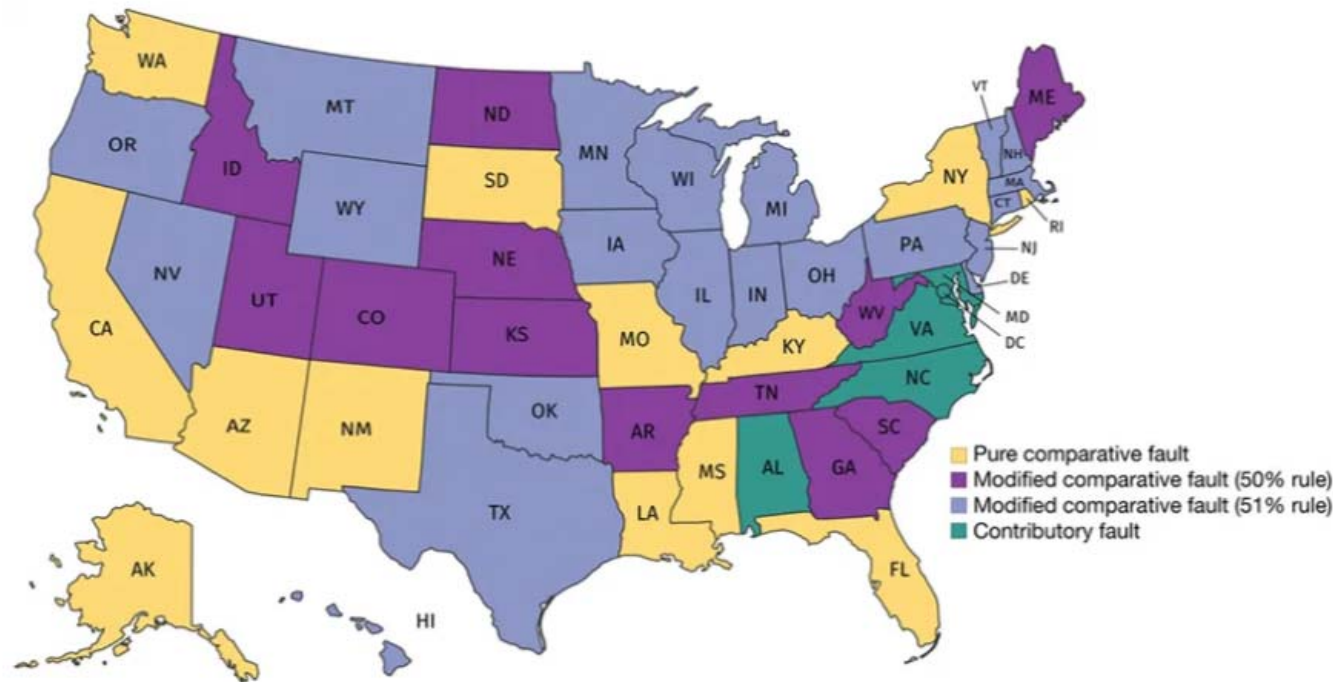 WA
MT
ND
MN
VT
ME
OR
ID
SD
WI
NH
NY
WY
MI
MA
CT
RI
IA
PA
NJ
NV
NE
OH
DE
UT
IL
IN
CO
WV
MD
CA
KS
MO
VA
DC
KY
NC
AZ
NM
OK
TN
AR
SC
MS
AL
GA
Pure comparative fault
Modified comparative fault (50% rule)
TX
LA
Modified comparative fault (51% rule)
Contributory fault
AK
FL
HI